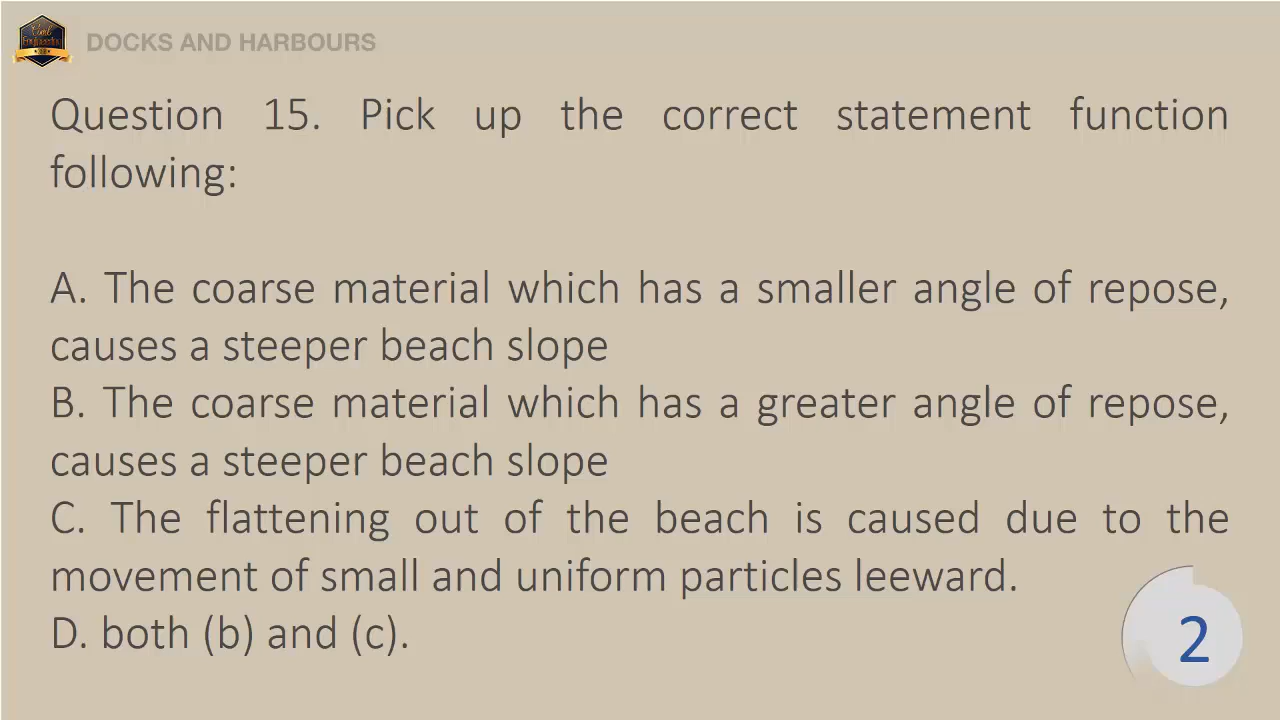 Civil
Engineering
DOCKS AND HARBOURS
Question 15. Pick up the correct statement function
following:
A. The coarse material which has a smaller angle of repose,
causes a steeper beach slope
B. The coarse material which has a greater angle of repose,
causes a steeper beach slope
C. The flattening out of the beach is caused due to the
movement of small and uniform particles leeward.
D. both (b) and (c).
2